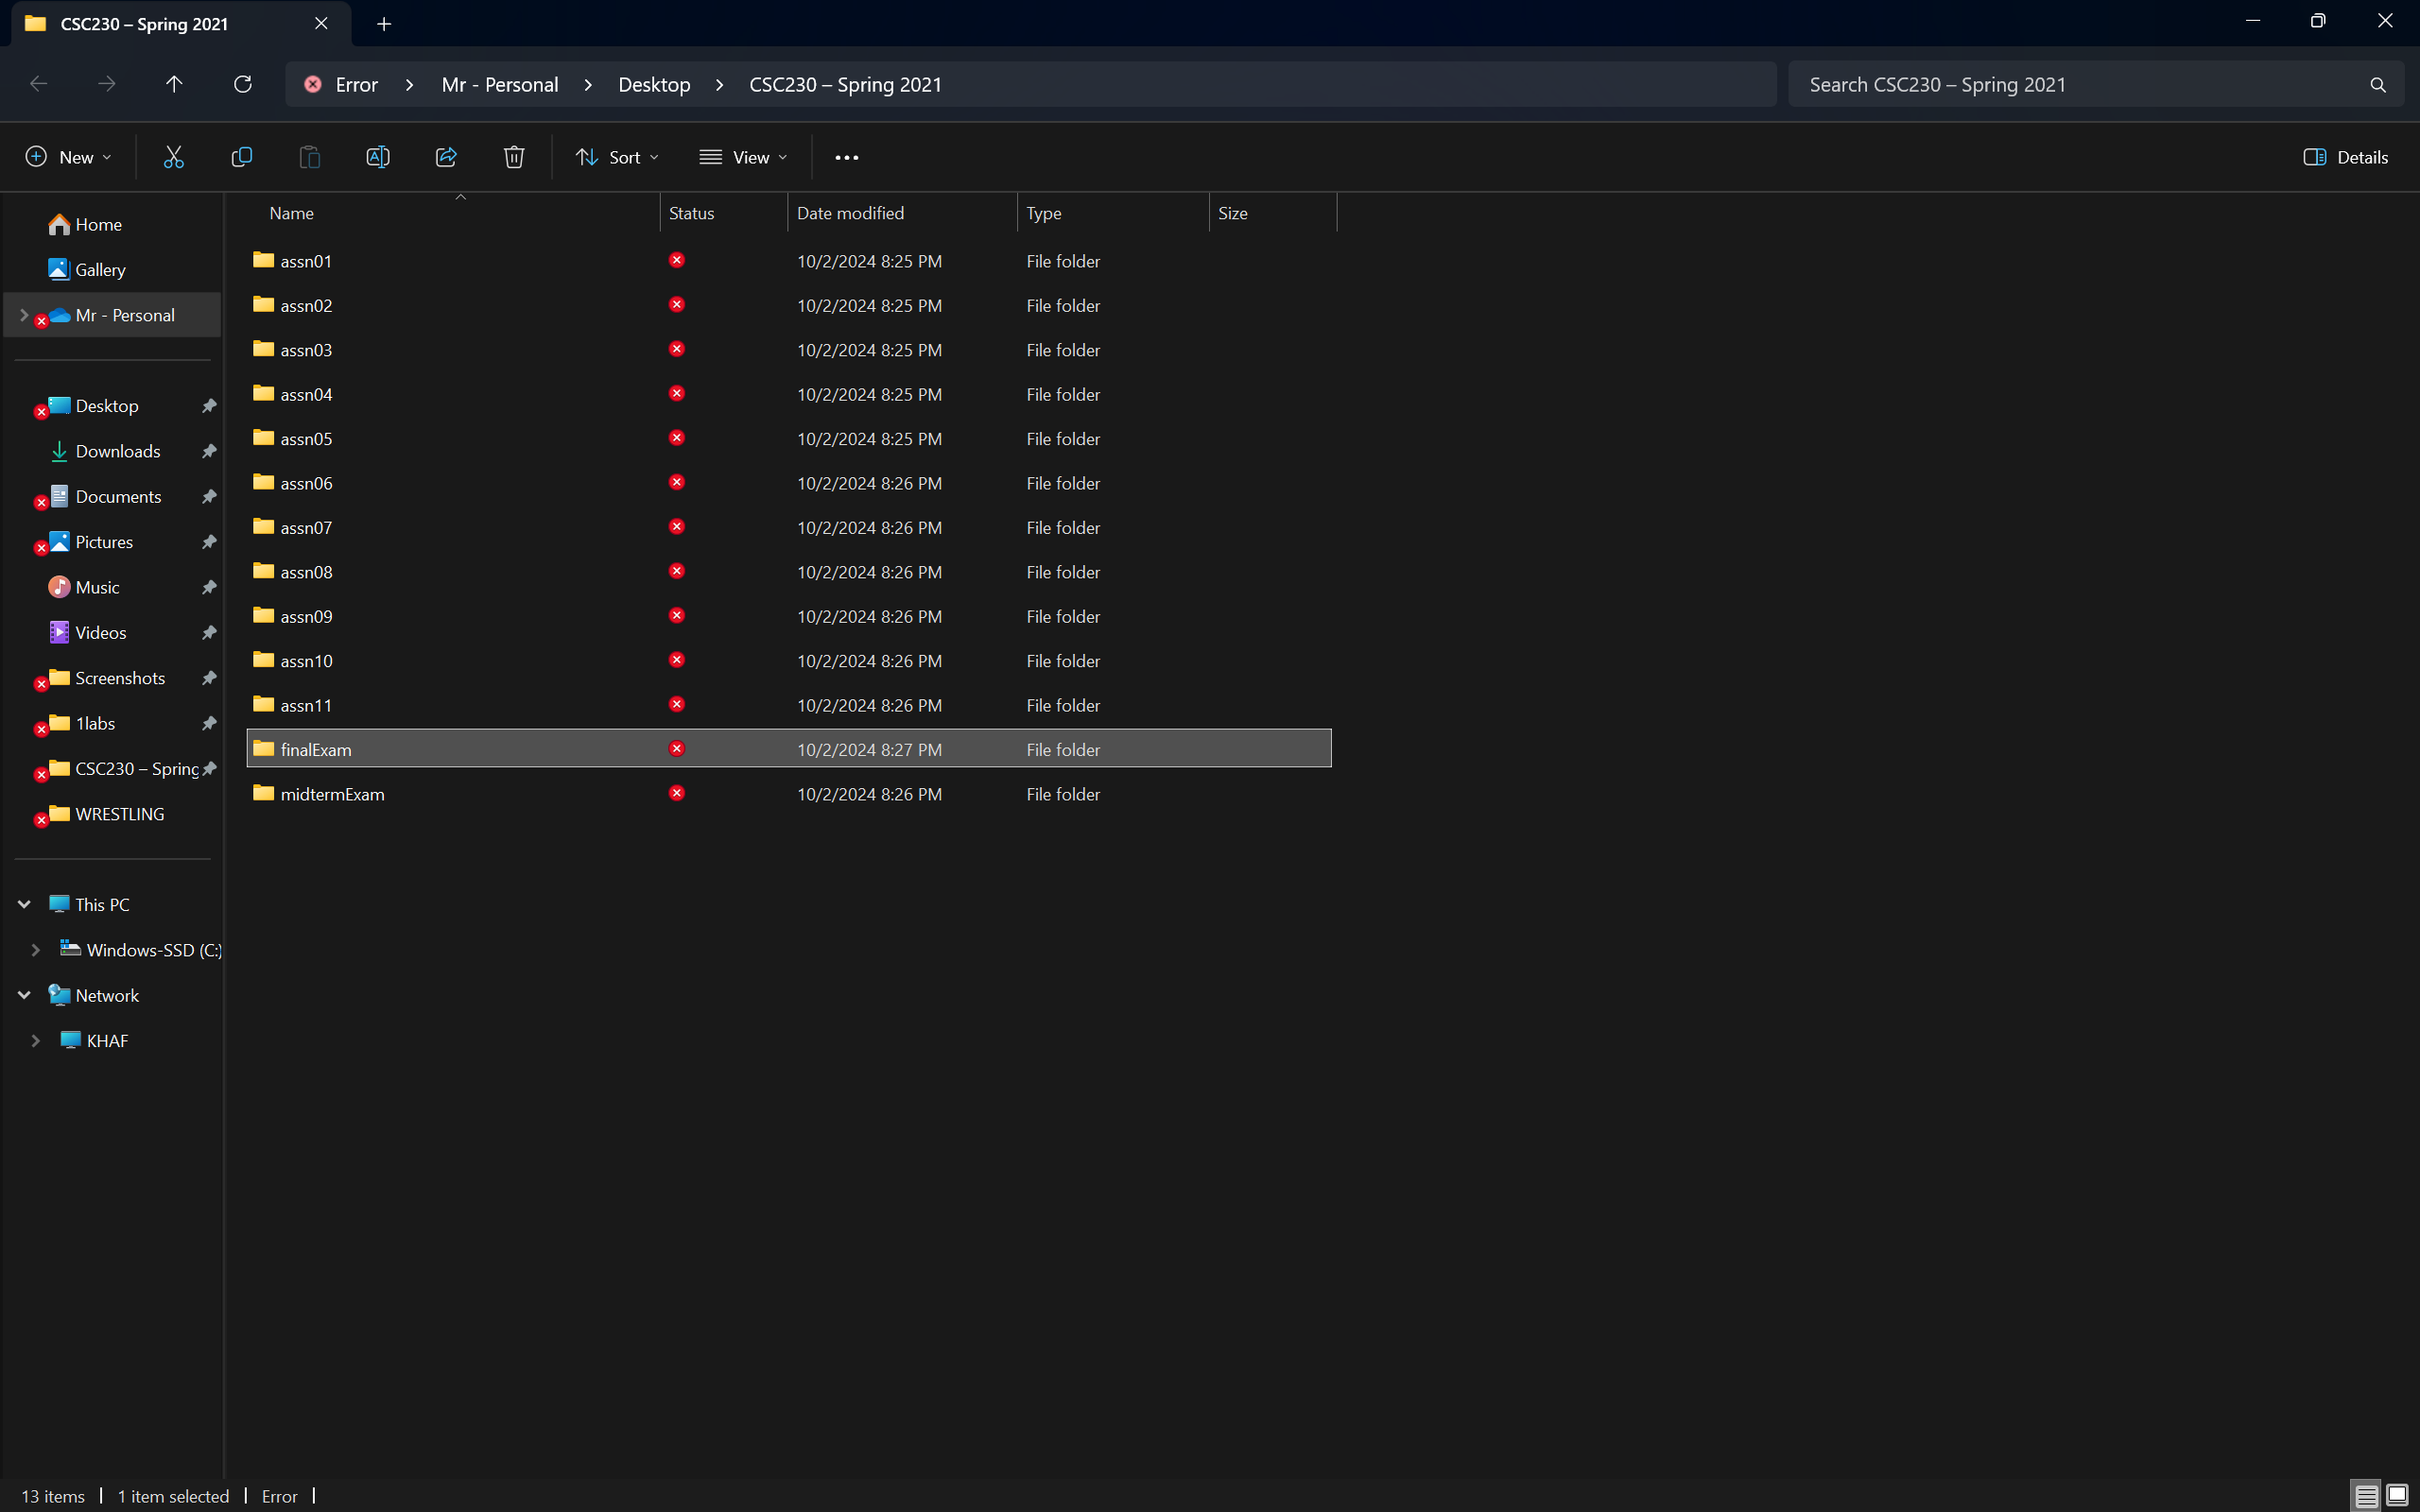 CSC230 – Spring 2021
Error > Mr - Personal > Desktop > CSC230 – Spring 2021
Search CSC230 – Spring 2021
New
Sort
View
Details
Home
Gallery
Mr - Personal
Desktop
Downloads
Documents
Pictures
Music
Videos
Screenshots
1labs
CSC230 – Spring
WRESTLING
This PC
Windows-SSD (C:)
Network
KHAF
Name Status Date modified Type Size
assn01 10/2/2024 8:25 PM File folder
assn02 10/2/2024 8:25 PM File folder
assn03 10/2/2024 8:25 PM File folder
assn04 10/2/2024 8:25 PM File folder
assn05 10/2/2024 8:25 PM File folder
assn06 10/2/2024 8:26 PM File folder
assn07 10/2/2024 8:26 PM File folder
assn08 10/2/2024 8:26 PM File folder
assn09 10/2/2024 8:26 PM File folder
assn10 10/2/2024 8:26 PM File folder
assn11 10/2/2024 8:26 PM File folder
finalExam 10/2/2024 8:27 PM File folder
midtermExam 10/2/2024 8:26 PM File folder
13 items | 1 item selected | Error |